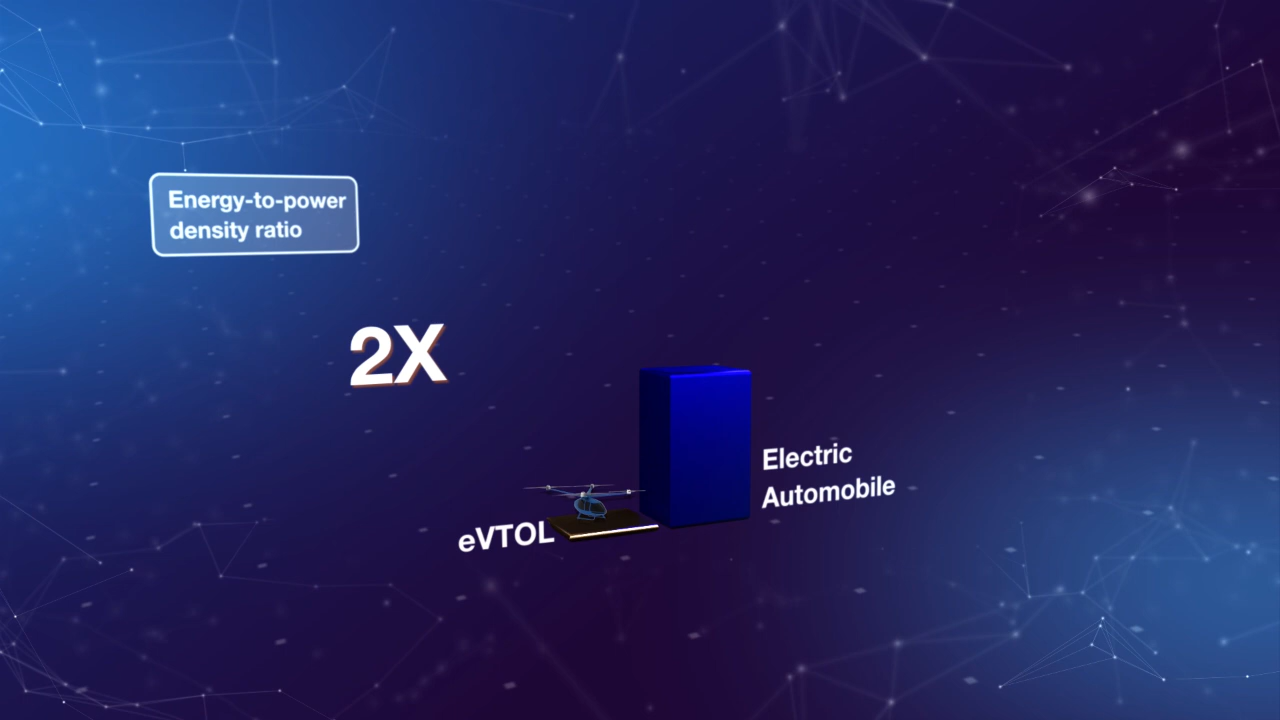 Energy-to-power
density ratio
2X
Electric
Automobile
eVTOL